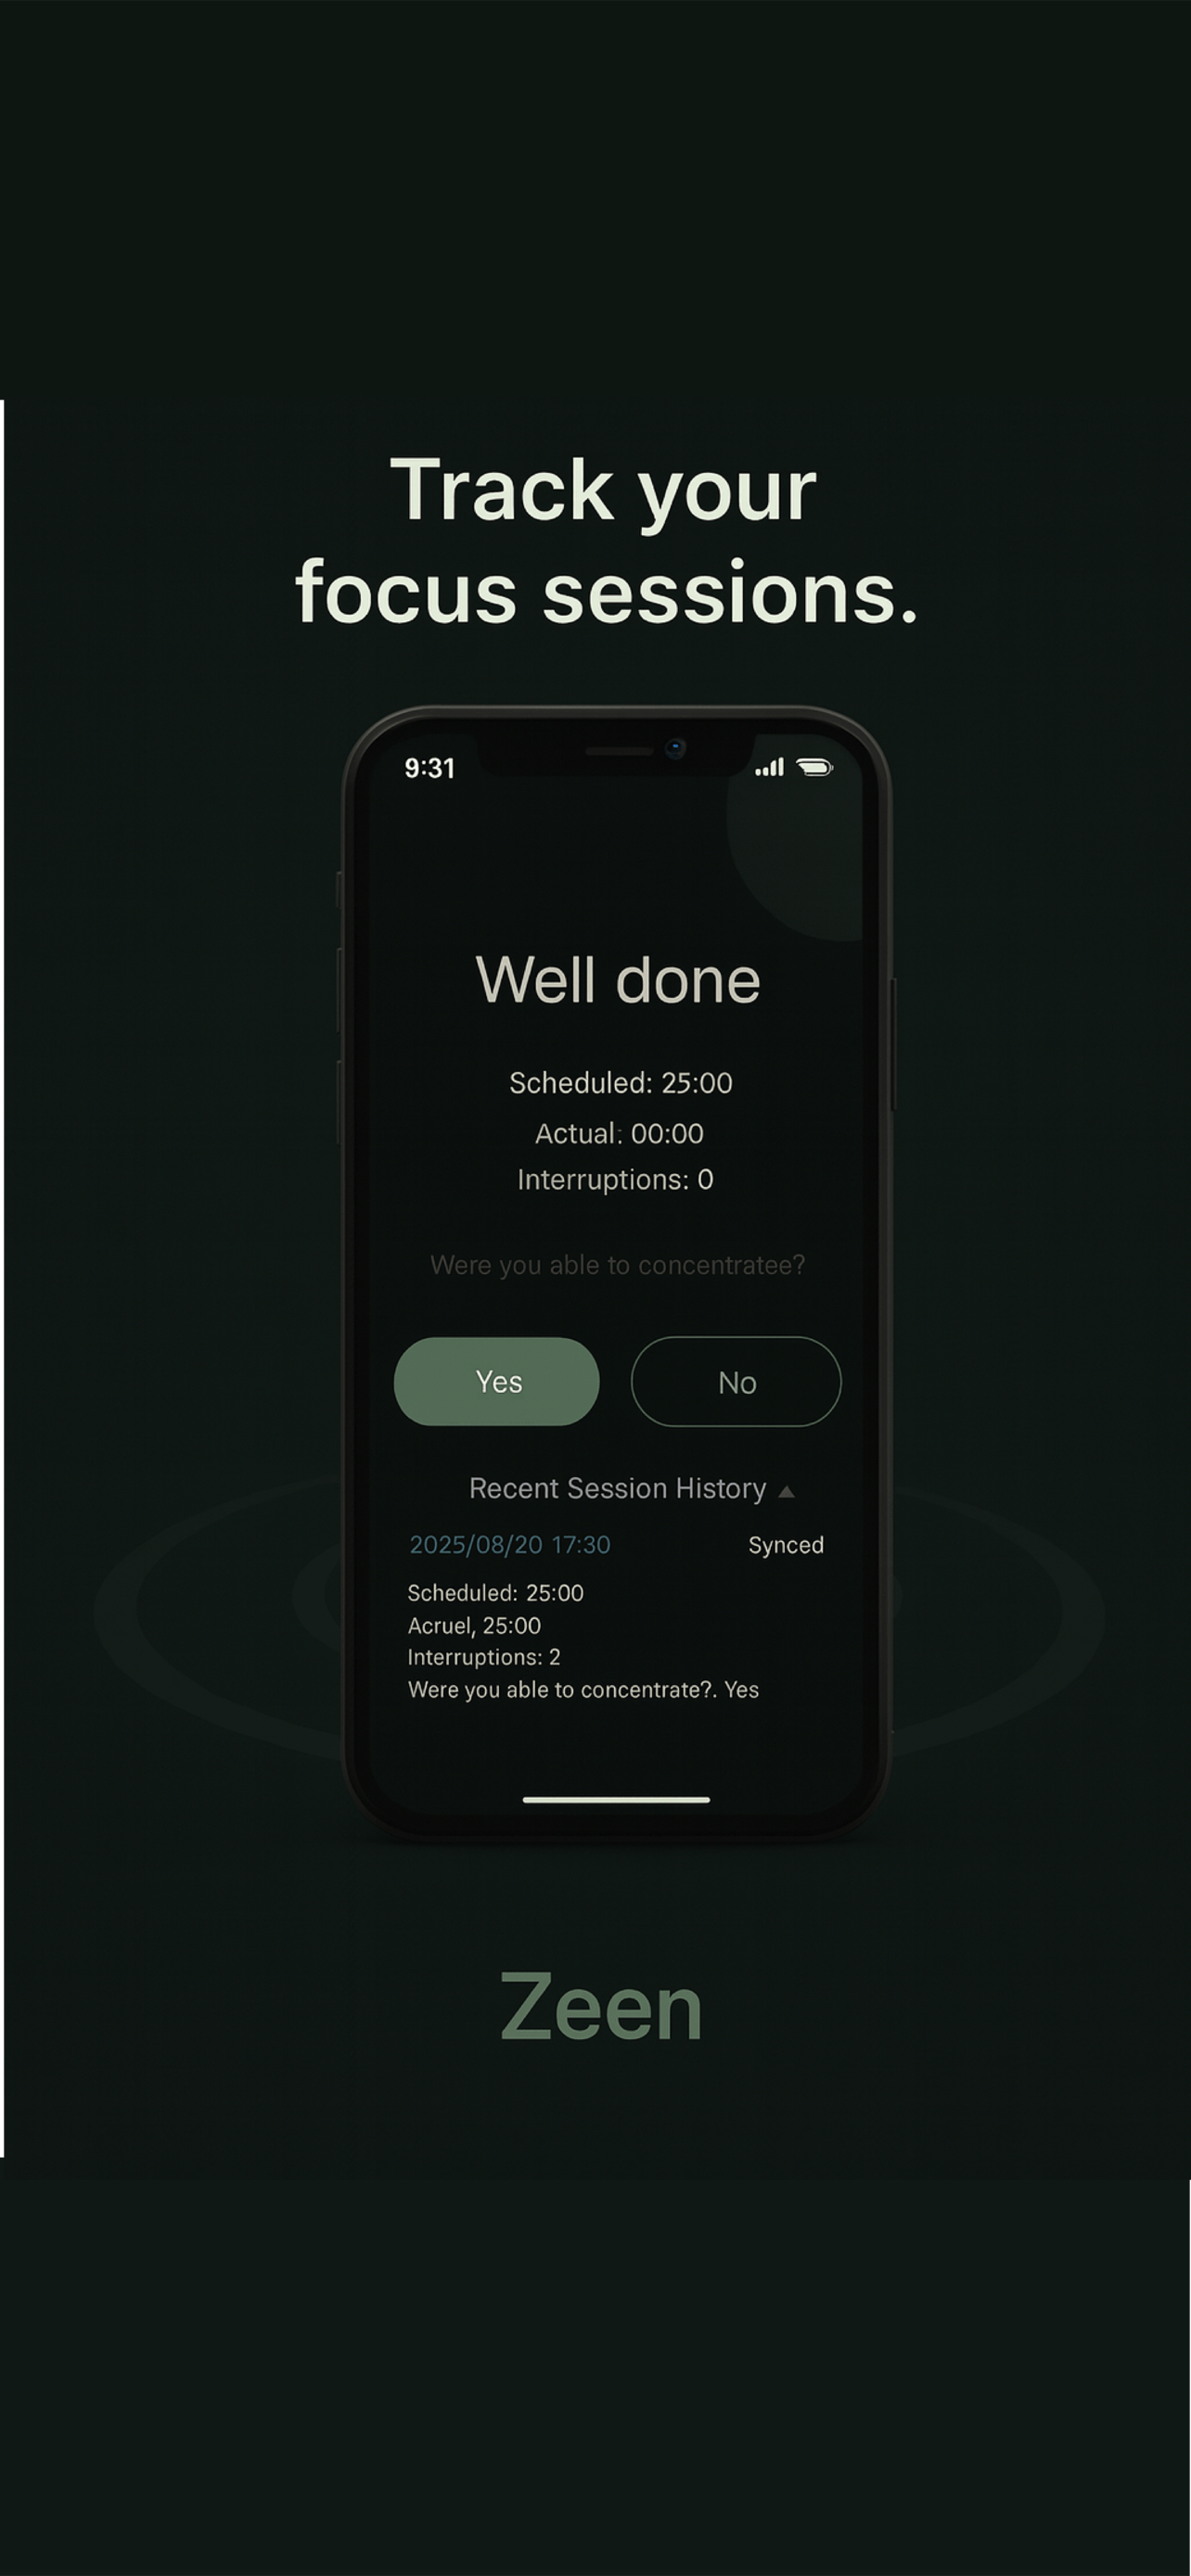 Track your
focus sessions.
9:31
Well done
Scheduled: 25:00
Actual: 00:00
Interruptions: 0
Were you able to concentratee?
Yes
No
Recent Session History
2025/08/20 17:30
Synced
Scheduled: 25:00
Acruel, 25:00
Interruptions: 2
Were you able to concentrate?. Yes
Zeen